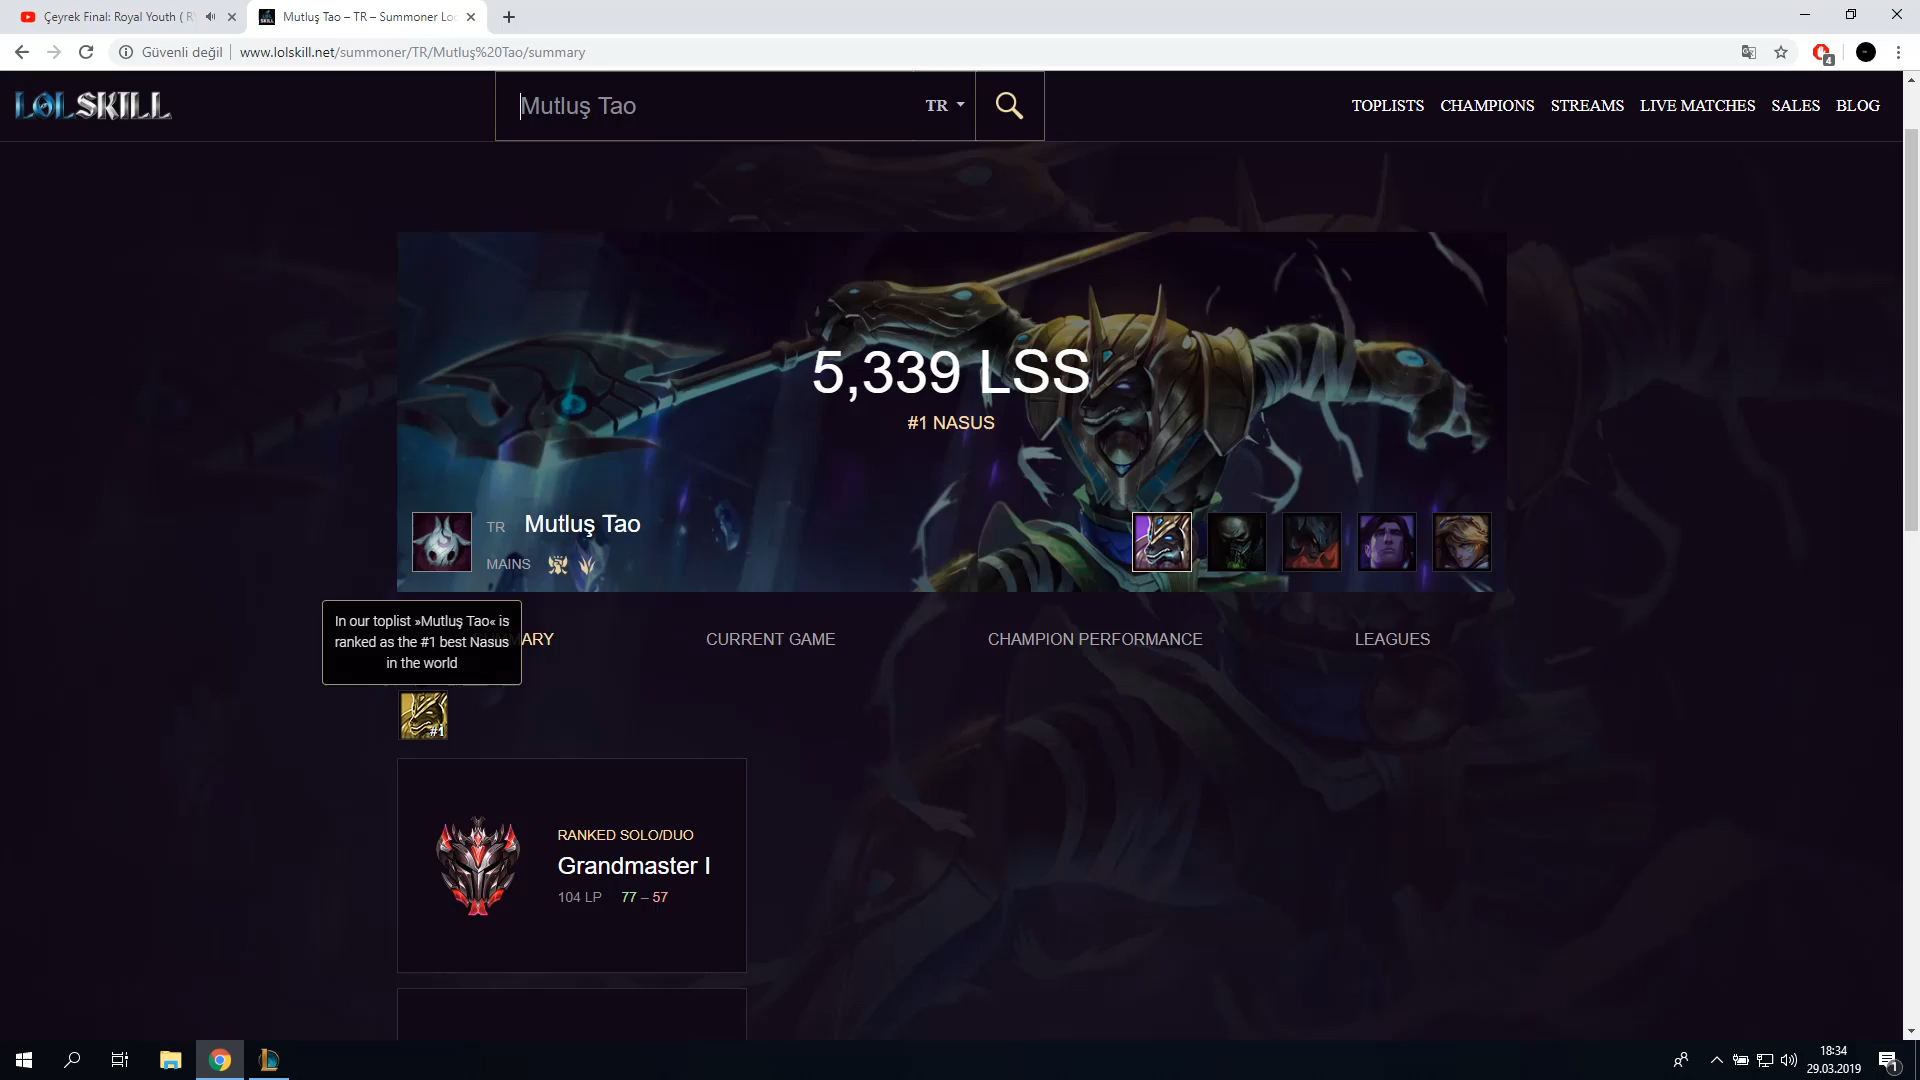 Çeyrek Final: Royal Youth ( R
Mutluş Tao – TR – Summoner Lo
Güvenli değil
www.lolskill.net/summoner/TR/Mutluş%20Tao/summary
4
LOLSKILL
Mutluş Tao
TR
TOPLISTS
CHAMPIONS
STREAMS
LIVE MATCHES
SALES
BLOG
5,339 LSS
#1 NASUS
TR
Mutluş Tao
MAINS
In our toplist »Mutluş Tao« is
ranked as the #1 best Nasus
in the world
MARY
CURRENT GAME
CHAMPION PERFORMANCE
LEAGUES
#1
RANKED SOLO/DUO
Grandmaster I
104 LP
77 – 57
18:34
29.03.2019
1